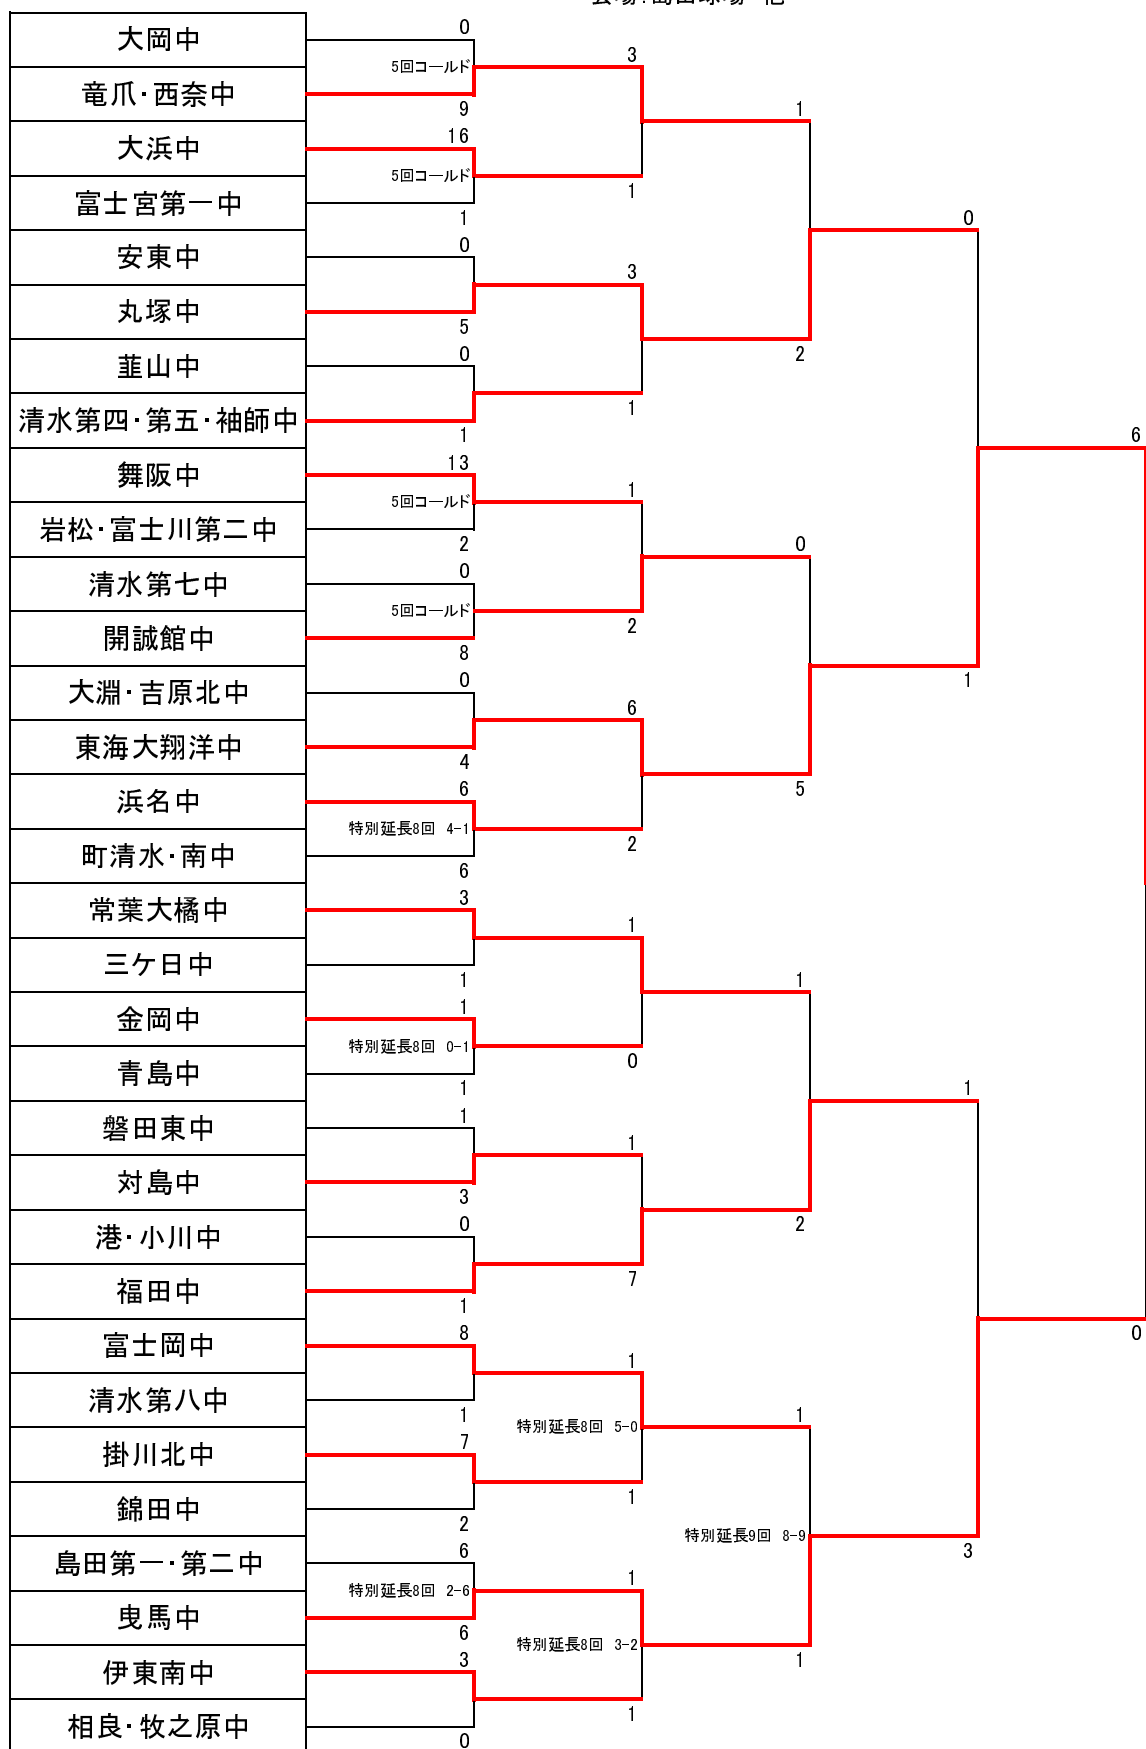 大岡中
0
5回コールド
竜爪・西奈中
9
3
大浜中
16
5回コールド
富士宮第一中
1
1
1
安東中
0
丸塚中
5
3
韮山中
0
清水第四・第五・袖師中
1
1
2
0
舞阪中
13
5回コールド
岩松・富士川第二中
2
1
清水第七中
0
5回コールド
開誠館中
8
2
0
大淵・吉原北中
0
東海大翔洋中
4
6
浜名中
6
特別延長8回 4-1
町清水・南中
6
2
5
1
6
常葉大橘中
3
三ケ日中
1
1
金岡中
1
特別延長8回 0-1
青島中
1
0
1
磐田東中
1
対島中
3
1
港・小川中
0
福田中
1
7
2
1
富士岡中
8
清水第八中
1
1
特別延長8回 5-0
掛川北中
7
錦田中
2
1
1
特別延長9回 8-9
島田第一・第二中
6
特別延長8回 2-6
曳馬中
6
1
特別延長8回 3-2
伊東南中
3
相良・牧之原中
0
1
1
3
0